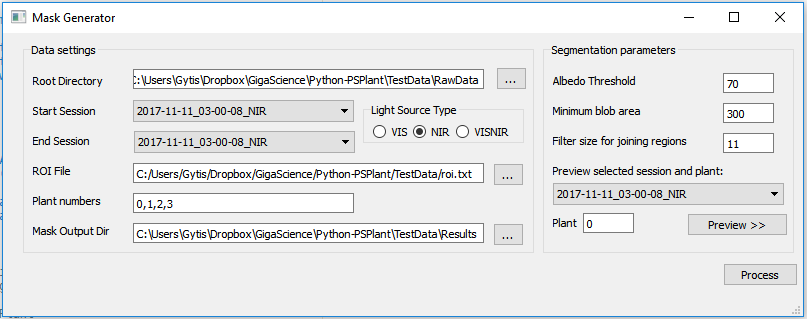 Mask Generator
Data settings
Root Directory C:\Users\Gytis\Dropbox\GigaScience\Python-PSPlant\TestData\RawData ...
Start Session 2017-11-11_03-00-08_NIR
End Session 2017-11-11_03-00-08_NIR
Light Source Type
VIS NIR VISNIR
ROI File C:/Users/Gytis/Dropbox/GigaScience/Python-PSPlant/TestData/roi.txt ...
Plant numbers 0,1,2,3
Mask Output Dir C:\Users\Gytis\Dropbox\GigaScience\Python-PSPlant\TestData\Results ...
Segmentation parameters
Albedo Threshold 70
Minimum blob area 300
Filter size for joining regions 11
Preview selected session and plant:
2017-11-11_03-00-08_NIR
Plant 0 Preview >>
Process